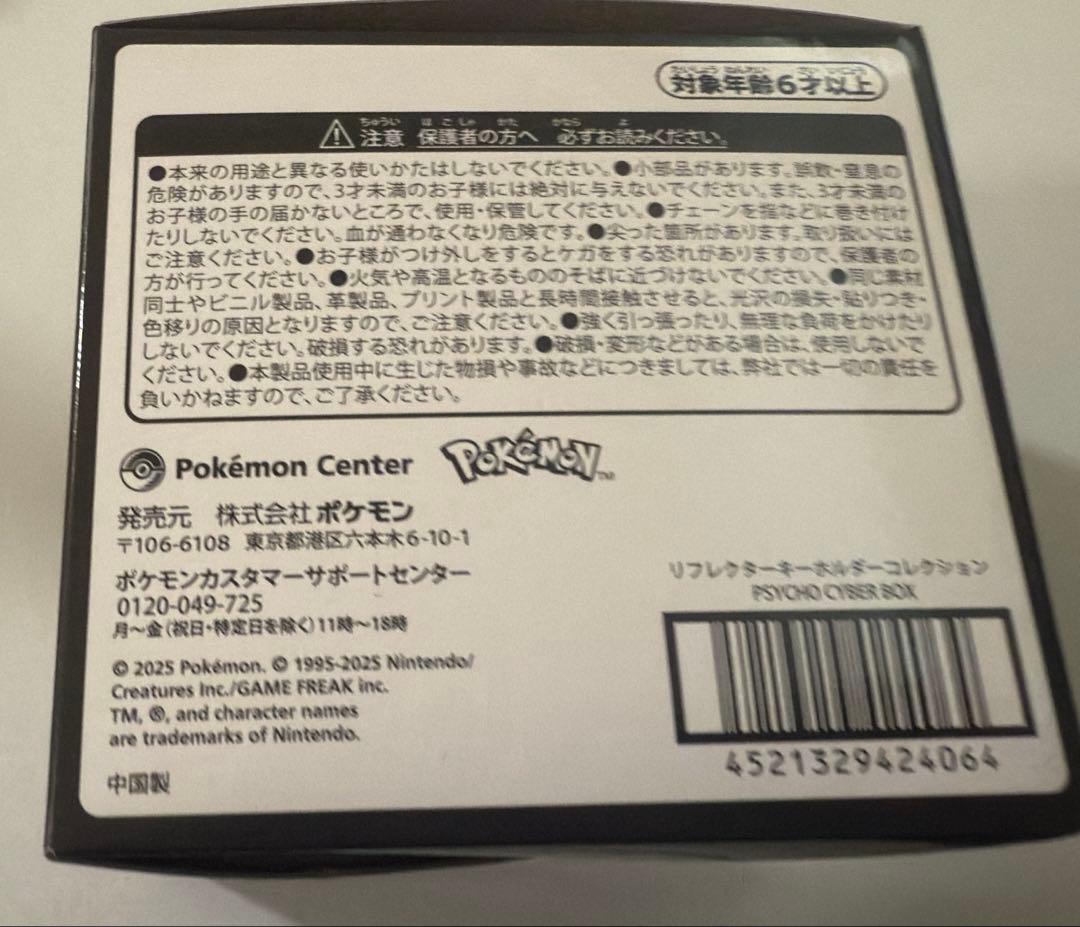 対象年齢6才以上
注意 保護者の方へ 必ずお読みください。
●本来の用途と異なる使いかたはしないでください。●小部品があります。誤飲・窒息の
危険がありますので、3才未満のお子様には絶対に与えないでください。また、3才未満の
お子様の手の届かないところで、使用・保管してください。●チェーンを指などに巻き付け
たりしないでください。血が通わなくなり危険です。●尖った箇所があります。取り扱いには
ご注意ください。●お子様がつけ外しをするとケガをする恐れがありますので、保護者の
方が行ってください。●火気や高温となるもののそばに近づけないでください。●同じ素材
同士やビニル製品、革製品、プリント製品と長時間接触させると、光沢の損失・貼りつき・
色移りの原因となりますので、ご注意ください。●強く引っ張ったり、無理な負荷をかけたり
しないでください。破損する恐れがあります。●破損・変形などがある場合は、使用しないで
ください。●本製品使用中に生じた物損や事故などにつきましては、弊社では一切の責任を
負いかねますので、ご了承ください。
Pokémon Center POKÉMON™
発売元 株式会社ポケモン
〒106-6108 東京都港区六本木6-10-1
ポケモンカスタマーサポートセンター
0120-049-725
月～金(祝日・特定日を除く)11時～18時
リフレクターキーホルダーコレクション
PSYCHO CYBER BOX
© 2025 Pokémon. © 1995-2025 Nintendo/
Creatures Inc./GAME FREAK inc.
TM, ®, and character names
are trademarks of Nintendo.
4521329424064
中国製